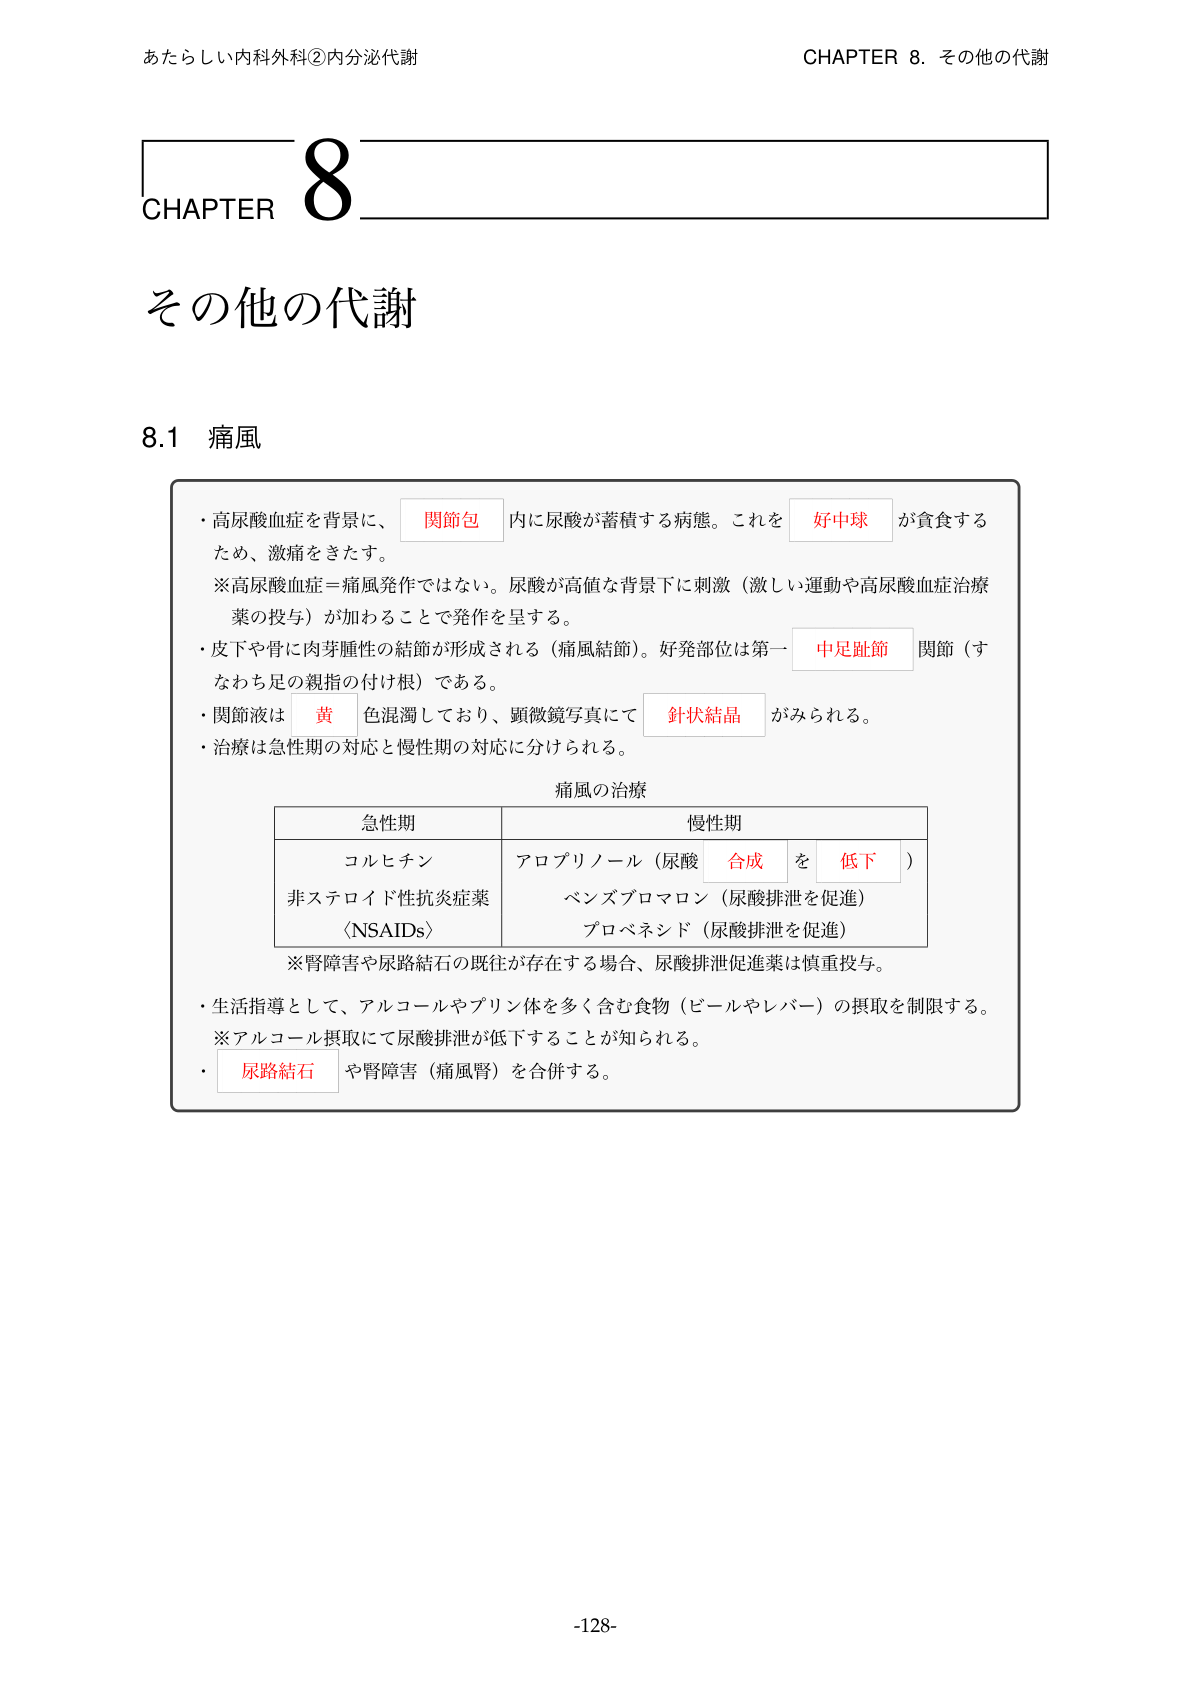 あたらしい内科外科②内分泌代謝
CHAPTER 8. その他の代謝
CHAPTER 8
その他の代謝
8.1 痛風
・高尿酸血症を背景に、 関節包 内に尿酸が蓄積する病態。これを 好中球 が貪食する
ため、激痛をきたす。
※高尿酸血症＝痛風発作ではない。尿酸が高値な背景下に刺激（激しい運動や高尿酸血症治療
薬の投与）が加わることで発作を呈する。
・皮下や骨に肉芽腫性の結節が形成される（痛風結節）。好発部位は第一 中足趾節 関節（す
なわち足の親指の付け根）である。
・関節液は 黄 色混濁しており、顕微鏡写真にて 針状結晶 がみられる。
・治療は急性期の対応と慢性期の対応に分けられる。
痛風の治療
急性期 慢性期
コルヒチン アロプリノール（尿酸 合成 を 低下 ）
非ステロイド性抗炎症薬 ベンズブロマロン（尿酸排泄を促進）
〈NSAIDs〉 プロベネシド（尿酸排泄を促進）
※腎障害や尿路結石の既往が存在する場合、尿酸排泄促進薬は慎重投与。
・生活指導として、アルコールやプリン体を多く含む食物（ビールやレバー）の摂取を制限する。
※アルコール摂取にて尿酸排泄が低下することが知られる。
・ 尿路結石 や腎障害（痛風腎）を合併する。
-128-